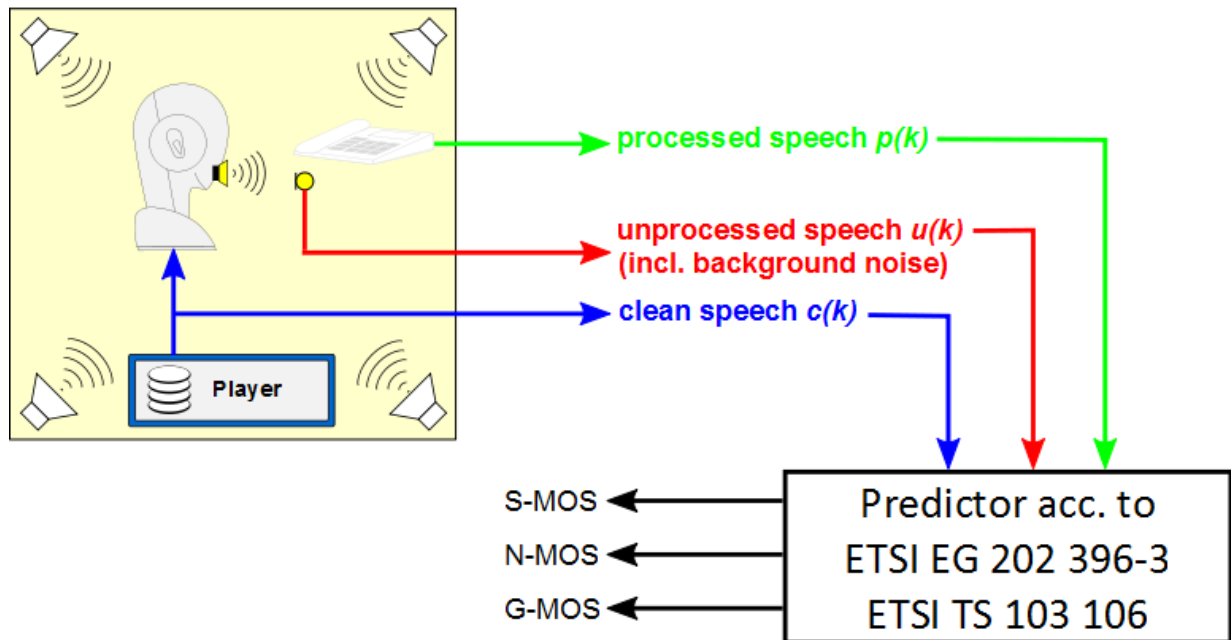 processed speech p(k)
unprocessed speech u(k)
(incl. background noise)
clean speech c(k)
Player
S-MOS
N-MOS
G-MOS
Predictor acc. to
ETSI EG 202 396-3
ETSI TS 103 106